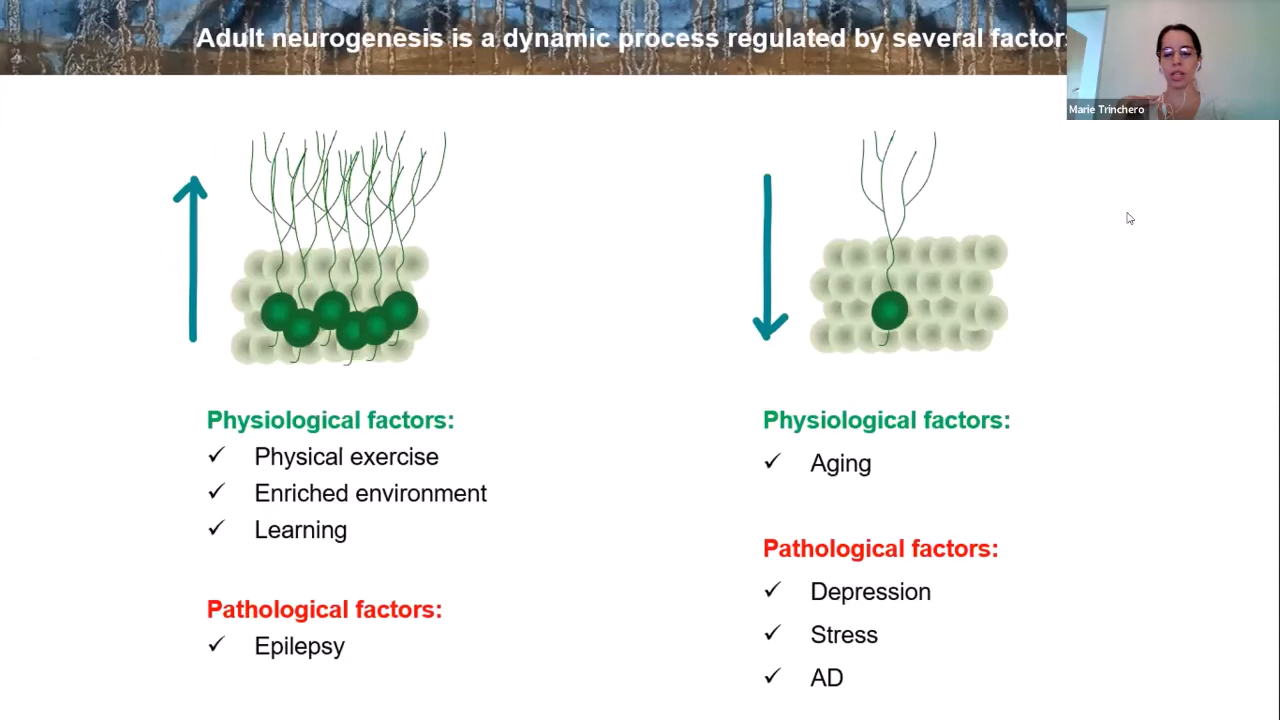 Adult neurogenesis is a dynamic process regulated by several factor
Marie Trinchero
Physiological factors:
✓ Physical exercise
✓ Enriched environment
✓ Learning
Pathological factors:
✓ Epilepsy
Physiological factors:
✓ Aging
Pathological factors:
✓ Depression
✓ Stress
✓ AD